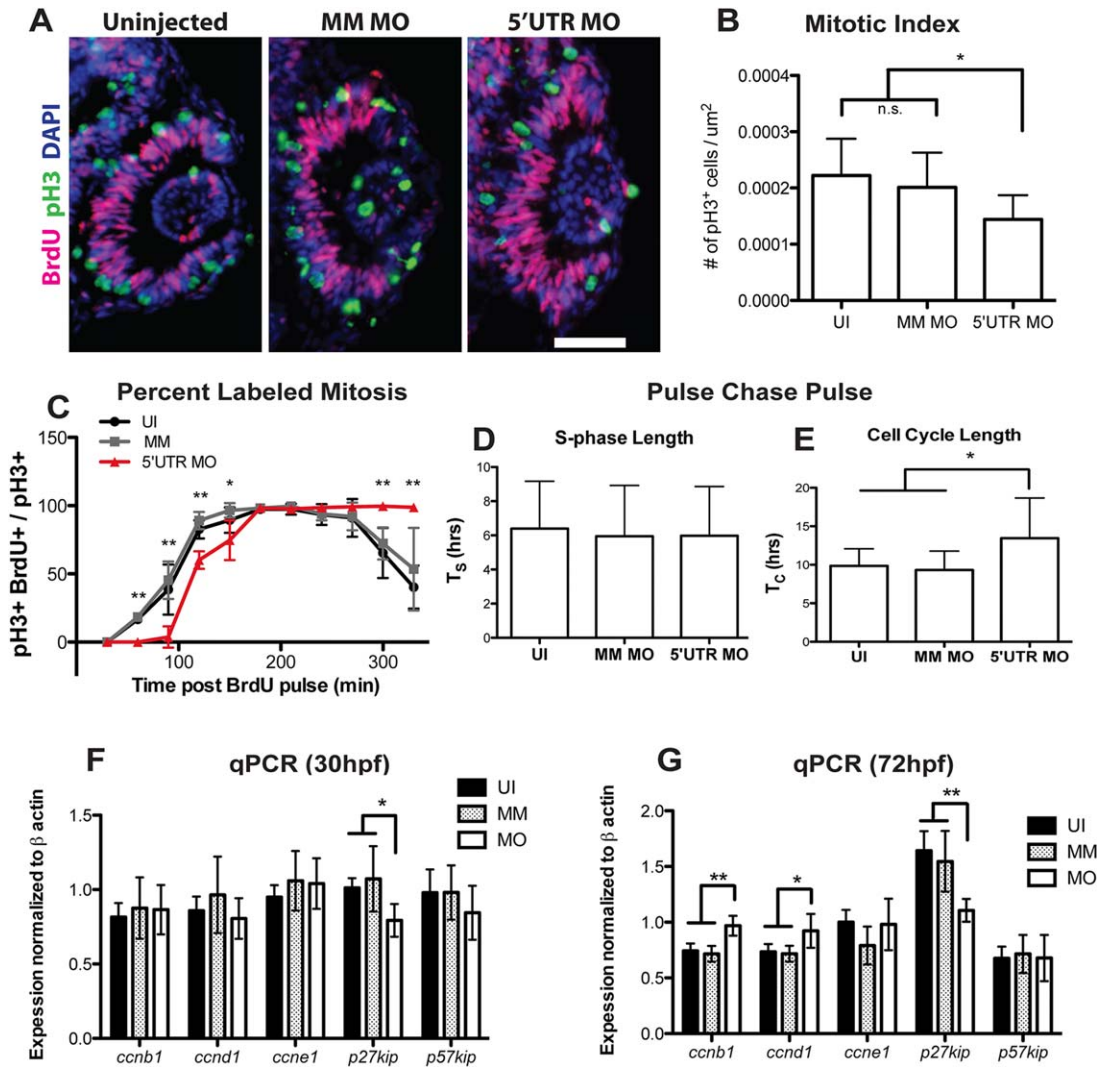 A
Uninjected
MM MO
5'UTR MO
BrdU pH3 DAPI
B
Mitotic Index
# of pH3+ cells / um2
0.0004
0.0003
0.0002
0.0001
0.0000
n.s.
*
UI
MM MO
5'UTR MO
C
Percent Labeled Mitosis
UI
MM
5'UTR MO
pH3+ BrdU+ / pH3+
150
100
50
0
**
**
**
*
**
**
100
200
300
Time post BrdU pulse (min)
Pulse Chase Pulse
D
S-phase Length
TS (hrs)
10
8
6
4
2
0
UI
MM MO
5'UTR MO
E
Cell Cycle Length
TC (hrs)
20
15
10
5
0
*
UI
MM MO
5'UTR MO
F
qPCR (30hpf)
UI
MM
MO
Expession normalized to β actin
1.5
1.0
0.5
0.0
*
ccnb1
ccnd1
ccne1
p27kip
p57kip
G
qPCR (72hpf)
UI
MM
MO
Expession normalized to β actin
2.0
1.5
1.0
0.5
0.0
**
*
**
ccnb1
ccnd1
ccne1
p27kip
p57kip